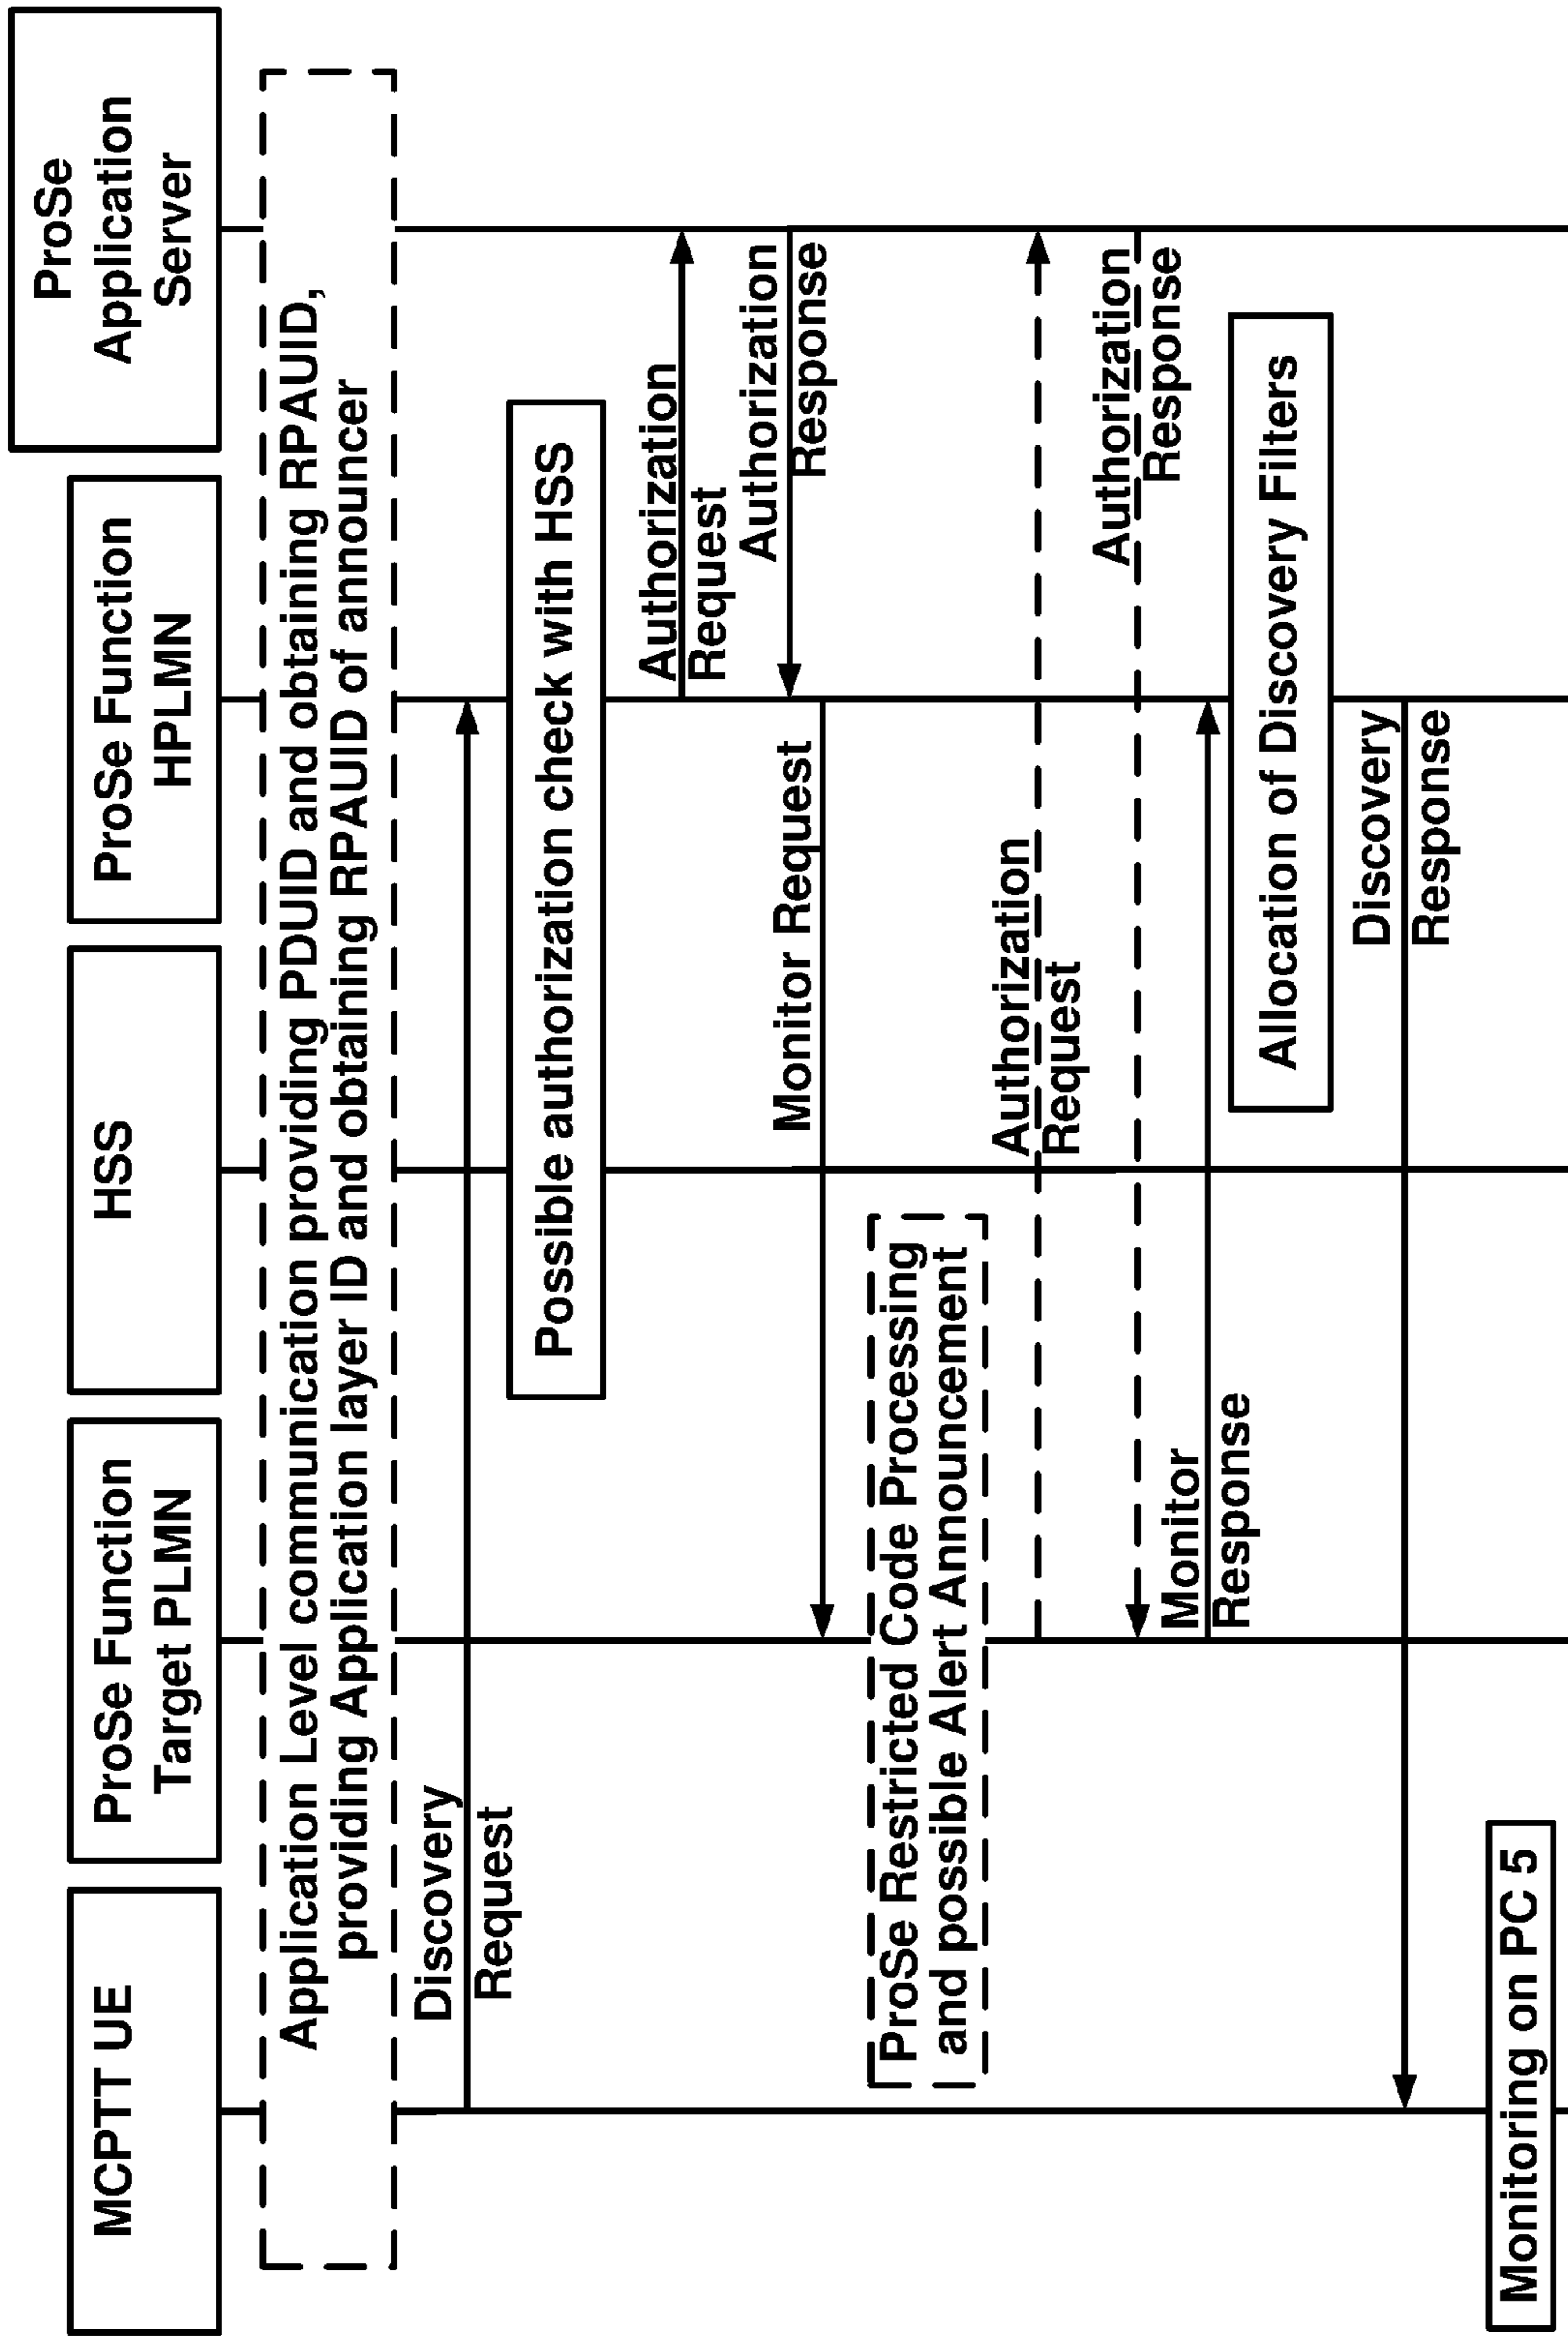 MCPTT UE
ProSe Function
Target PLMN
HSS
ProSe Function
HPLMN
ProSe
Application
Server
Application Level communication providing PDUID and obtaining RPAUID,
providing Application layer ID and obtaining RPAUID of announcer
Discovery
Request
Possible authorization check with HSS
Authorization
Request
Authorization
Response
Monitor Request
ProSe Restricted Code Processing
and possible Alert Announcement
Authorization
Request
Authorization
Response
Monitor
Response
Allocation of Discovery Filters
Discovery
Response
Monitoring on PC 5